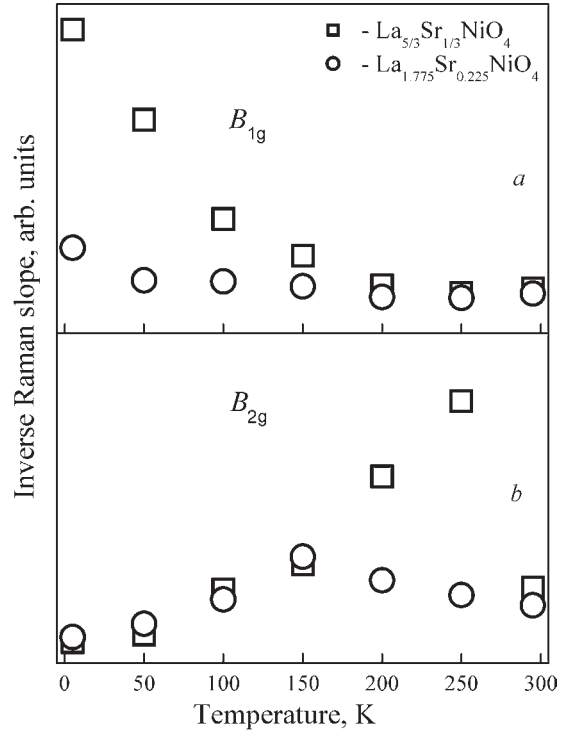 - La5/3Sr1/3NiO4
- La1.775Sr0.225NiO4
B1g
a
B2g
b
Inverse Raman slope, arb. units
0 50 100 150 200 250 300
Temperature, K